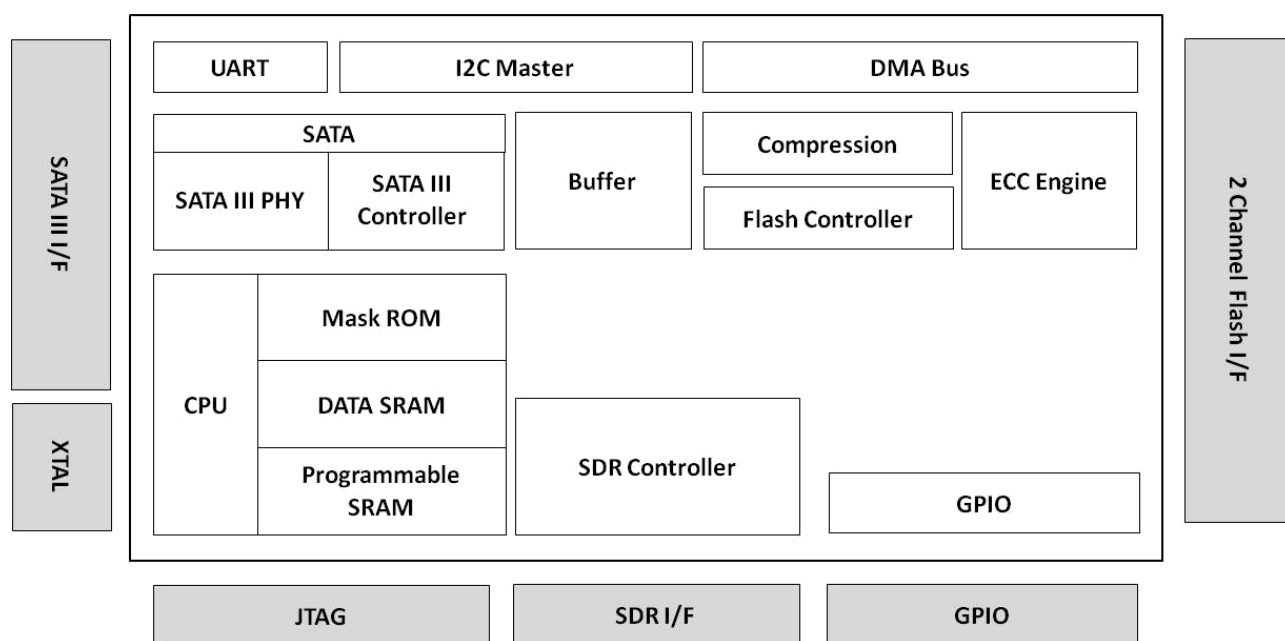 UART
I2C Master
DMA Bus
SATA III I/F
SATA
SATA III PHY
SATA III
Controller
Buffer
Compression
Flash Controller
ECC Engine
2 Channel Flash I/F
CPU
Mask ROM
DATA SRAM
Programmable
SRAM
SDR Controller
GPIO
XTAL
JTAG
SDR I/F
GPIO